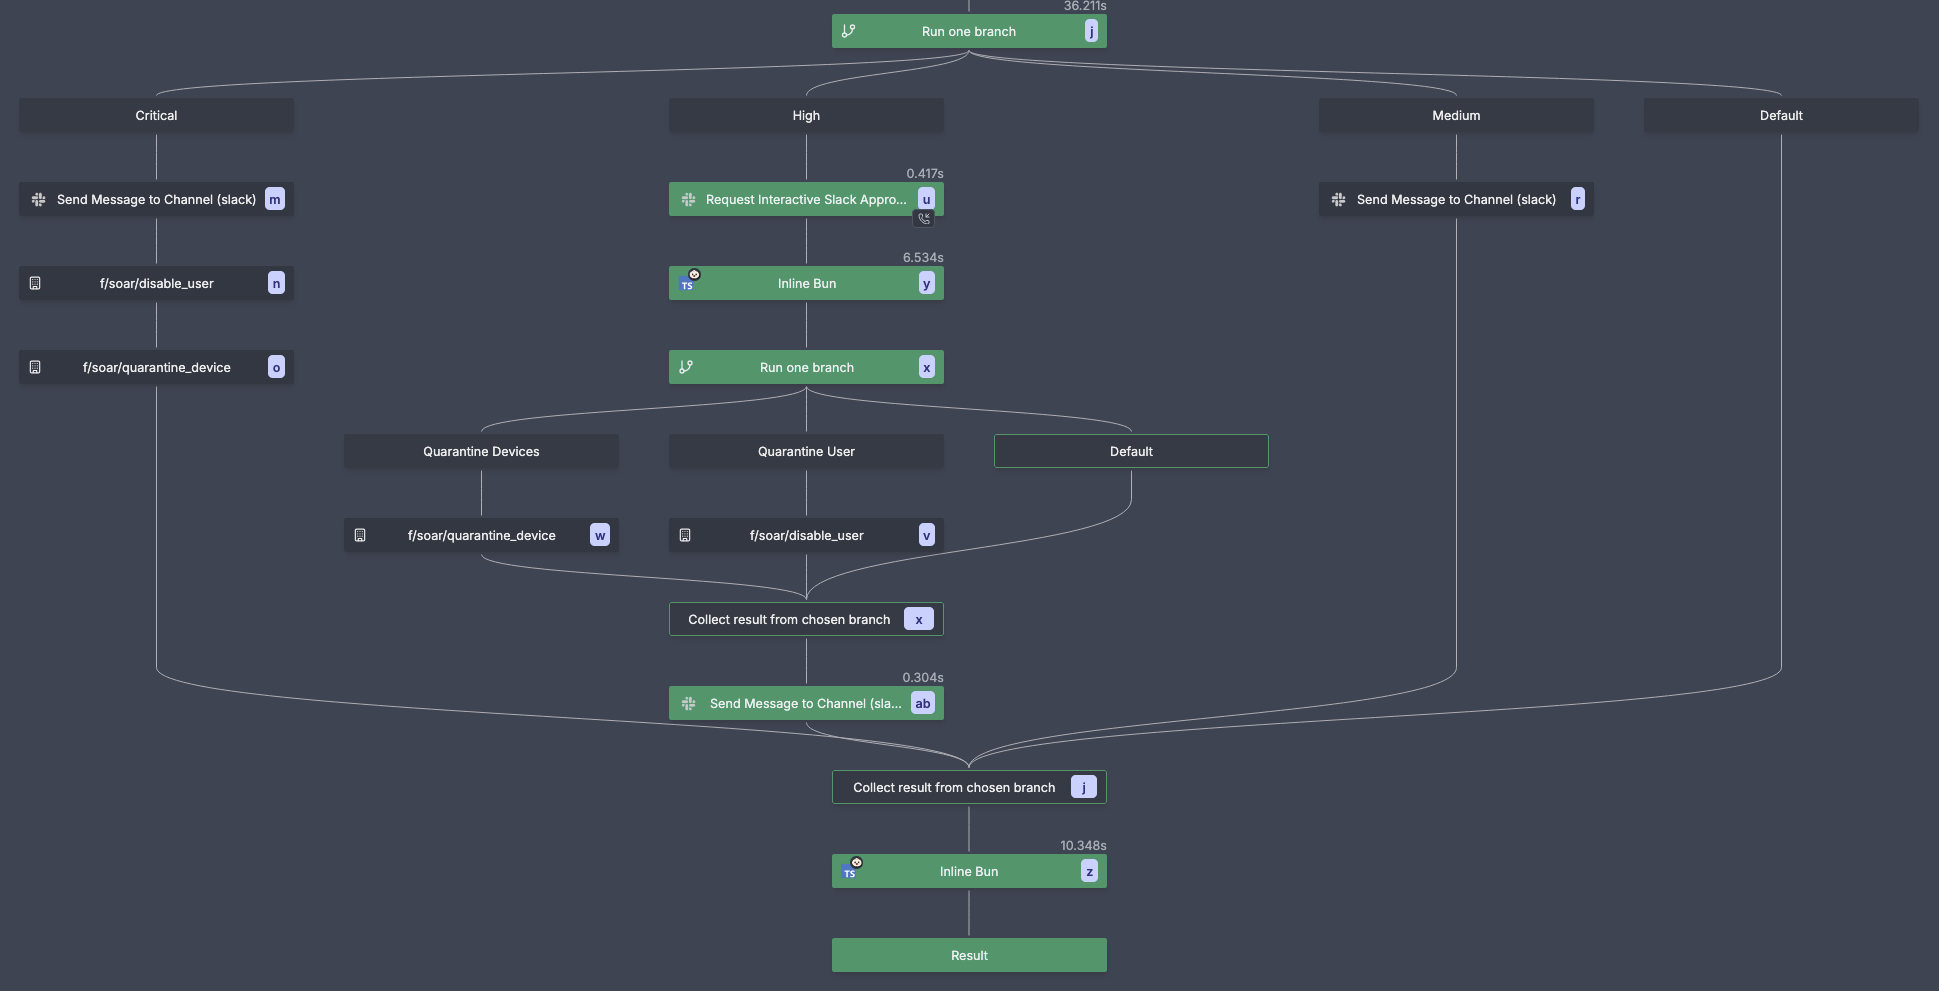 36.211s
Run one branch j
Critical
High
Medium
Default
0.417s
Send Message to Channel (slack) m
Request Interactive Slack Appro... u
Send Message to Channel (slack) r
6.534s
f/soar/disable_user n
TS Inline Bun y
f/soar/quarantine_device o
Run one branch x
Quarantine Devices
Quarantine User
Default
f/soar/quarantine_device w
f/soar/disable_user v
Collect result from chosen branch x
0.304s
Send Message to Channel (sla... ab
Collect result from chosen branch j
10.348s
TS Inline Bun z
Result